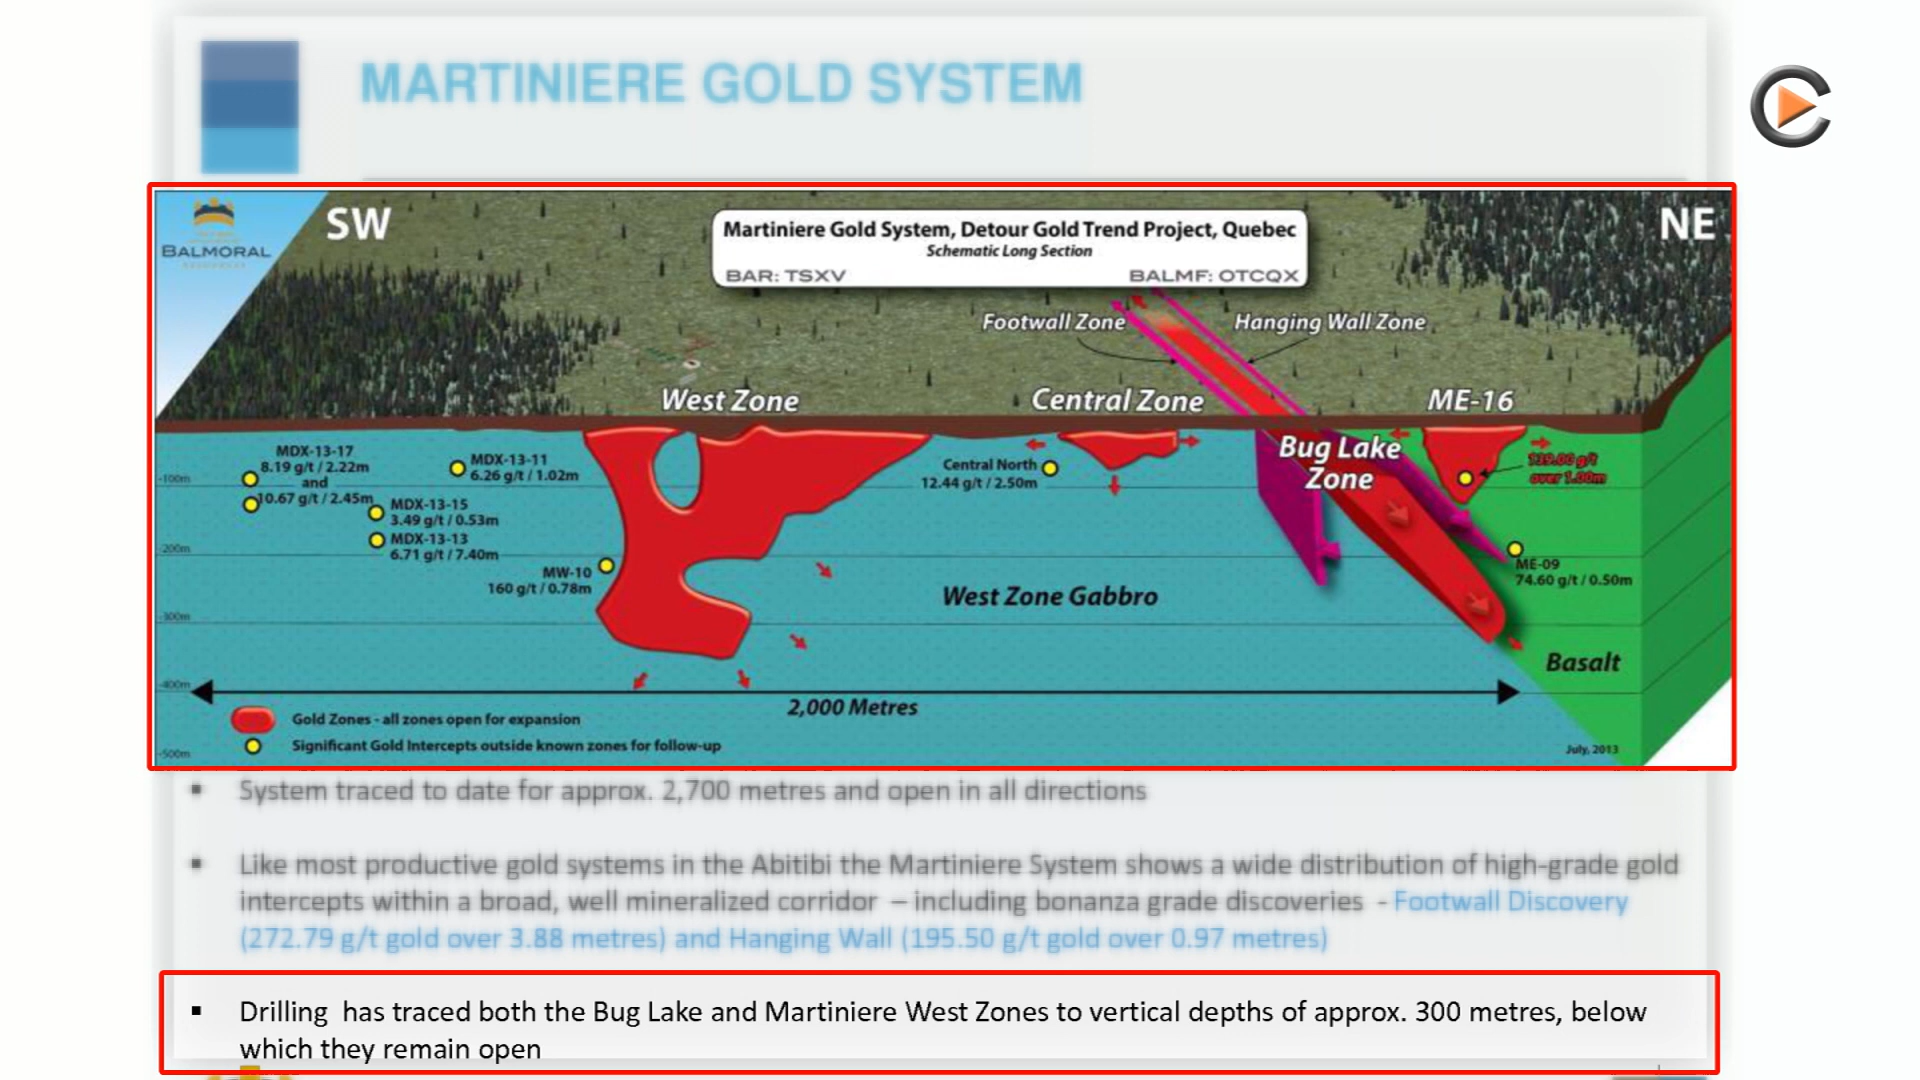 MARTINIERE GOLD SYSTEM
SW
NE
BALMORAL
Martiniere Gold System, Detour Gold Trend Project, Quebec
Schematic Long Section
BAR: TSXV
BALMF: OTCQX
Footwall Zone
Hanging Wall Zone
West Zone
Central Zone
ME-16
Bug Lake
Zone
MDX-13-17
8.19 g/t / 2.22m
and
10.67 g/t / 2.45m
MDX-13-11
6.26 g/t / 1.02m
MDX-13-15
3.49 g/t / 0.53m
MDX-13-13
6.71 g/t / 7.40m
MW-10
160 g/t / 0.78m
Central North
12.44 g/t / 2.50m
139.00 g/t
over 1.00m
ME-09
74.60 g/t / 0.50m
-100m
-200m
-300m
-400m
-500m
West Zone Gabbro
Basalt
2,000 Metres
Gold Zones - all zones open for expansion
Significant Gold Intercepts outside known zones for follow-up
July, 2013
▪ System traced to date for approx. 2,700 metres and open in all directions
▪ Like most productive gold systems in the Abitibi the Martiniere System shows a wide distribution of high-grade gold
intercepts within a broad, well mineralized corridor – including bonanza grade discoveries - Footwall Discovery
(272.79 g/t gold over 3.88 metres) and Hanging Wall (195.50 g/t gold over 0.97 metres)
▪ Drilling has traced both the Bug Lake and Martiniere West Zones to vertical depths of approx. 300 metres, below
which they remain open